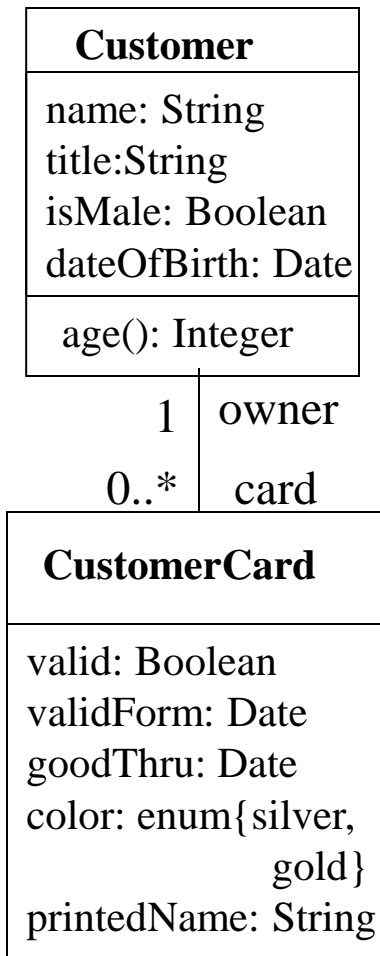 Customer
name: String
title:String
isMale: Boolean
dateOfBirth: Date
age(): Integer
1 owner
0..* card
CustomerCard
valid: Boolean
validForm: Date
goodThru: Date
color: enum{silver,
gold}
printedName: String